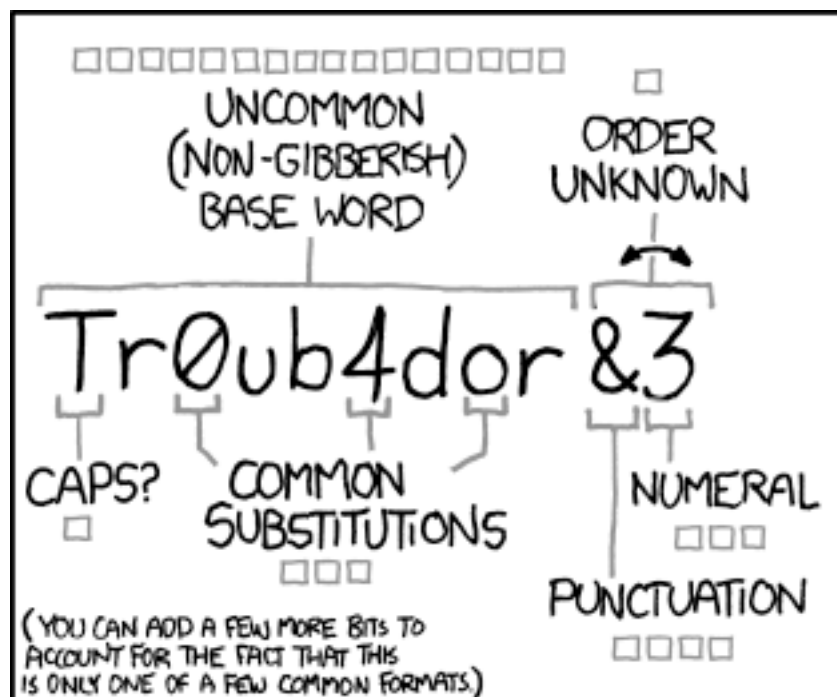 UNCOMMON
(NON-GIBBERISH)
BASE WORD
ORDER
UNKNOWN
Tr0ub4dor &3
CAPS?
COMMON
SUBSTITUTIONS
NUMERAL
PUNCTUATION
(YOU CAN ADD A FEW MORE BITS TO
ACCOUNT FOR THE FACT THAT THIS
IS ONLY ONE OF A FEW COMMON FORMATS.)